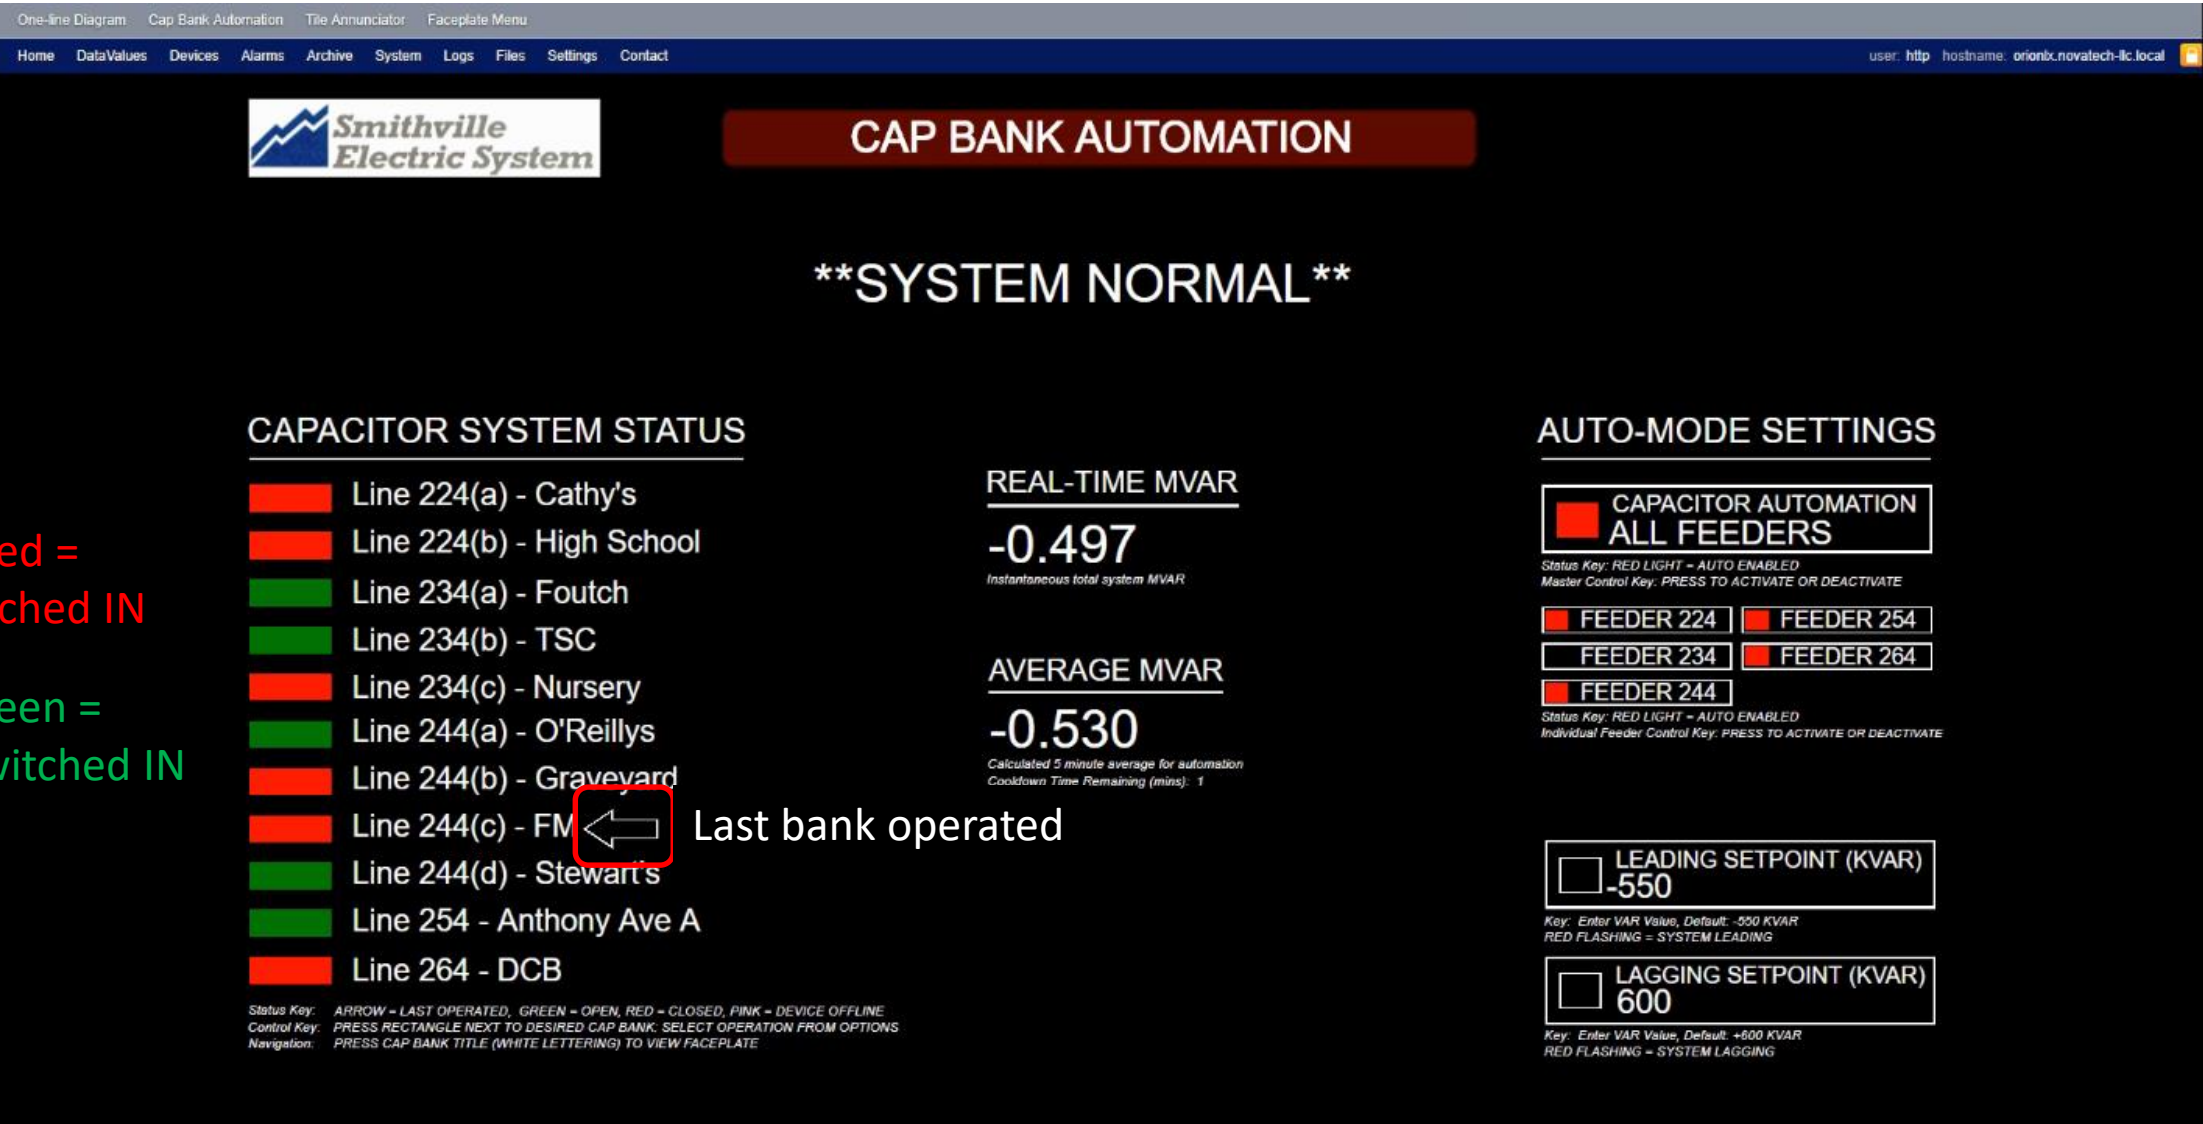 One-line Diagram Cap Bank Automation Tile Annunciator Faceplate Menu
Home DataValues Devices Alarms Archive System Logs Files Settings Contact user: http hostname: orionlx.novatech-llc.local
Smithville
Electric System
CAP BANK AUTOMATION
**SYSTEM NORMAL**
CAPACITOR SYSTEM STATUS
Line 224(a) - Cathy's
Line 224(b) - High School
Line 234(a) - Foutch
Line 234(b) - TSC
Line 234(c) - Nursery
Line 244(a) - O'Reillys
Line 244(b) - Graveyard
Line 244(c) - FM
Line 244(d) - Stewart's
Line 254 - Anthony Ave A
Line 264 - DCB
Status Key: ARROW = LAST OPERATED, GREEN = OPEN, RED = CLOSED, PINK = DEVICE OFFLINE
Control Key: PRESS RECTANGLE NEXT TO DESIRED CAP BANK: SELECT OPERATION FROM OPTIONS
Navigation: PRESS CAP BANK TITLE (WHITE LETTERING) TO VIEW FACEPLATE
ed =
ched IN
een =
witched IN
Last bank operated
REAL-TIME MVAR
-0.497
Instantaneous total system MVAR
AVERAGE MVAR
-0.530
Calculated 5 minute average for automation
Cooldown Time Remaining (mins): 1
AUTO-MODE SETTINGS
CAPACITOR AUTOMATION
ALL FEEDERS
Status Key: RED LIGHT = AUTO ENABLED
Master Control Key: PRESS TO ACTIVATE OR DEACTIVATE
FEEDER 224 FEEDER 254
FEEDER 234 FEEDER 264
FEEDER 244
Status Key: RED LIGHT = AUTO ENABLED
Individual Feeder Control Key: PRESS TO ACTIVATE OR DEACTIVATE
LEADING SETPOINT (KVAR)
-550
Key: Enter VAR Value, Default: -550 KVAR
RED FLASHING = SYSTEM LEADING
LAGGING SETPOINT (KVAR)
600
Key: Enter VAR Value, Default: +600 KVAR
RED FLASHING = SYSTEM LAGGING